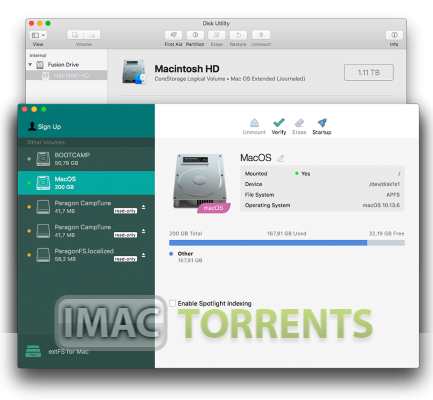 Disk Utility
View
Volume
First Aid Partition Erase Restore Unmount
Info
Internal
Fusion Drive
Macintosh HD
Macintosh HD
CoreStorage Logical Volume • Mac OS Extended (Journaled)
1.11 TB
Sign Up
Unmount Verify Erase Startup
Other Volumes
BOOTCAMP
50,79 GB
MacOS
200 GB
Paragon CampTune
41,7 MB
read-only
Paragon CampTune
41,7 MB
read-only
ParagonFS.localized
58,2 MB
read-only
extFS for Mac
macOS
MacOS
Mounted Yes /
Device /dev/disk1s1
File System APFS
Operating System macOS 10.13.6
200 GB Total 167,81 GB Used 32,19 GB Free
Other
167,81 GB
Enable Spotlight Indexing
IMAC TORRENTS